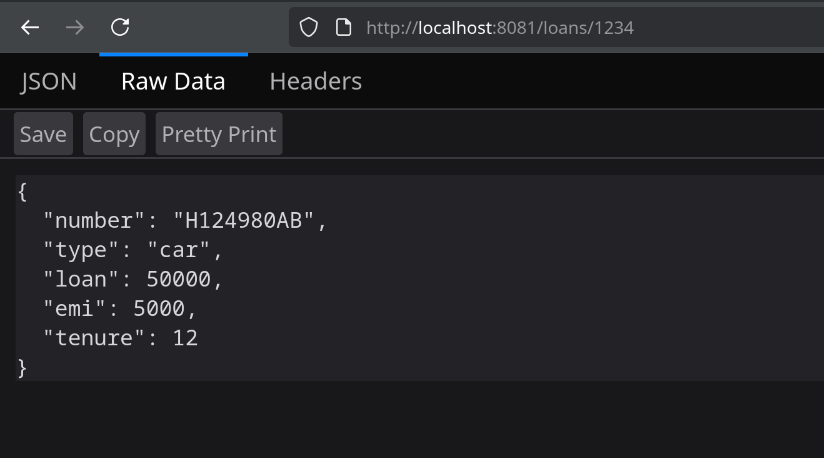 http://localhost:8081/loans/1234
JSON Raw Data Headers
Save Copy Pretty Print
{
  "number": "H124980AB",
  "type": "car",
  "loan": 50000,
  "emi": 5000,
  "tenure": 12
}